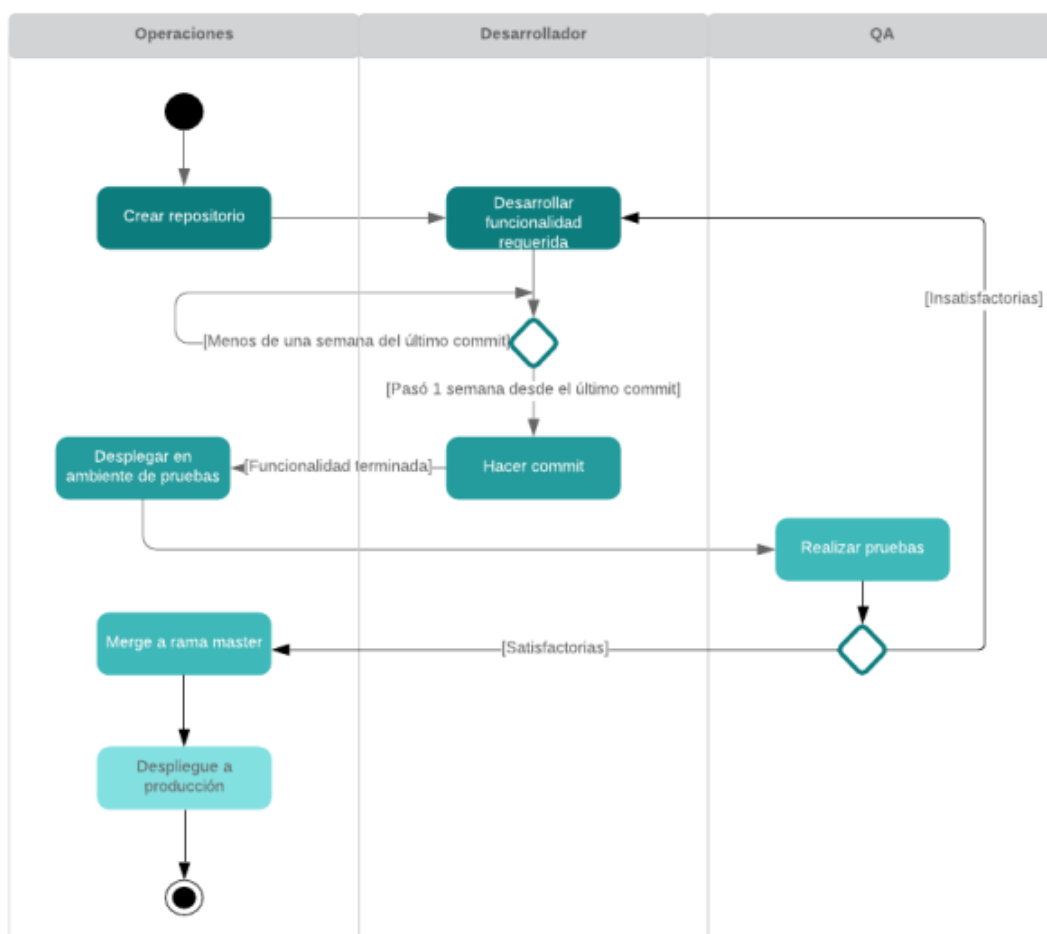 Operaciones
Desarrollador
QA
Crear repositorio
Desarrollar
funcionalidad
requerida
[Insatisfactorias]
[Menos de una semana del último commit]
[Pasó 1 semana desde el último commit]
Desplegar en
ambiente de pruebas
[Funcionalidad terminada]
Hacer commit
Realizar pruebas
Merge a rama master
[Satisfactorias]
Despliegue a
producción